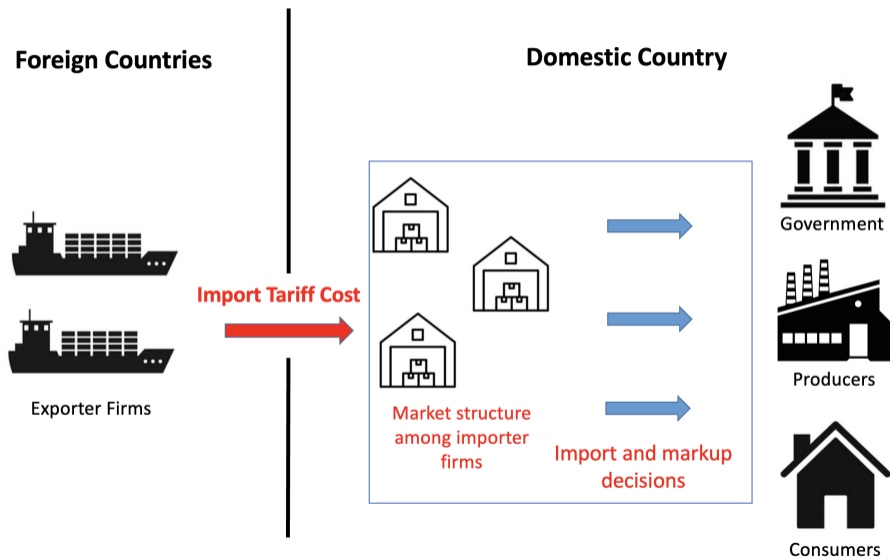 Foreign Countries
Domestic Country
Government
Import Tariff Cost
Producers
Exporter Firms
Market structure
among importer
firms
Import and markup
decisions
Consumers